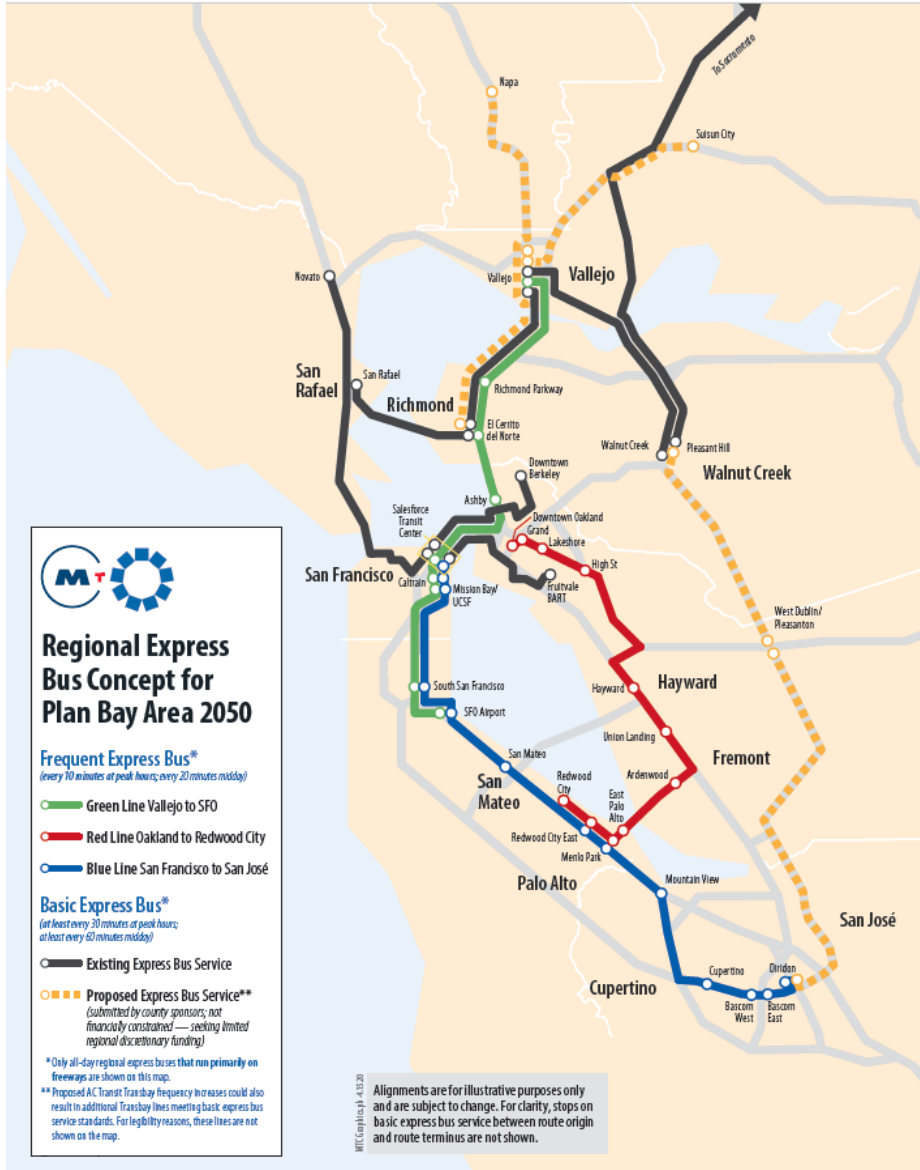 To Sacramento
Napa
Suisun City
Novato
Vallejo
Vallejo
San
Rafael
San Rafael
Richmond
Richmond Parkway
El Cerrito
del Norte
Walnut Creek
Pleasant Hill
Walnut Creek
Downtown
Berkeley
Ashby
Salesforce
Transit
Center
Downtown Oakland
Grand
Lakeshore
High St
San Francisco
Caltrain
Mission Bay/
UCSF
Fruitvale
BART
West Dublin/
Pleasanton
South San Francisco
SFO Airport
Hayward
Hayward
Union Landing
Fremont
San Mateo
San
Mateo
Redwood
City
Ardenwood
East
Palo
Alto
Redwood City East
Menlo Park
Palo Alto
Mountain View
San José
Cupertino
Cupertino
Diridon
Bascom
West
Bascom
East
MT
Regional Express
Bus Concept for
Plan Bay Area 2050
Frequent Express Bus*
(every 10 minutes at peak hours; every 20 minutes midday)
Green Line Vallejo to SFO
Red Line Oakland to Redwood City
Blue Line San Francisco to San José
Basic Express Bus*
(at least every 30 minutes at peak hours;
at least every 60 minutes midday)
Existing Express Bus Service
Proposed Express Bus Service**
(submitted by county sponsors; not
financially constrained — seeking limited
regional discretionary funding)
* Only all-day regional express buses that run primarily on
freeways are shown on this map.
** Proposed AC Transit Transbay frequency increases could also
result in additional Transbay lines meeting basic express bus
service standards. For legibility reasons, these lines are not
shown on the map.
MTC Graphics.ph -4.15.20
Alignments are for illustrative purposes only
and are subject to change. For clarity, stops on
basic express bus service between route origin
and route terminus are not shown.